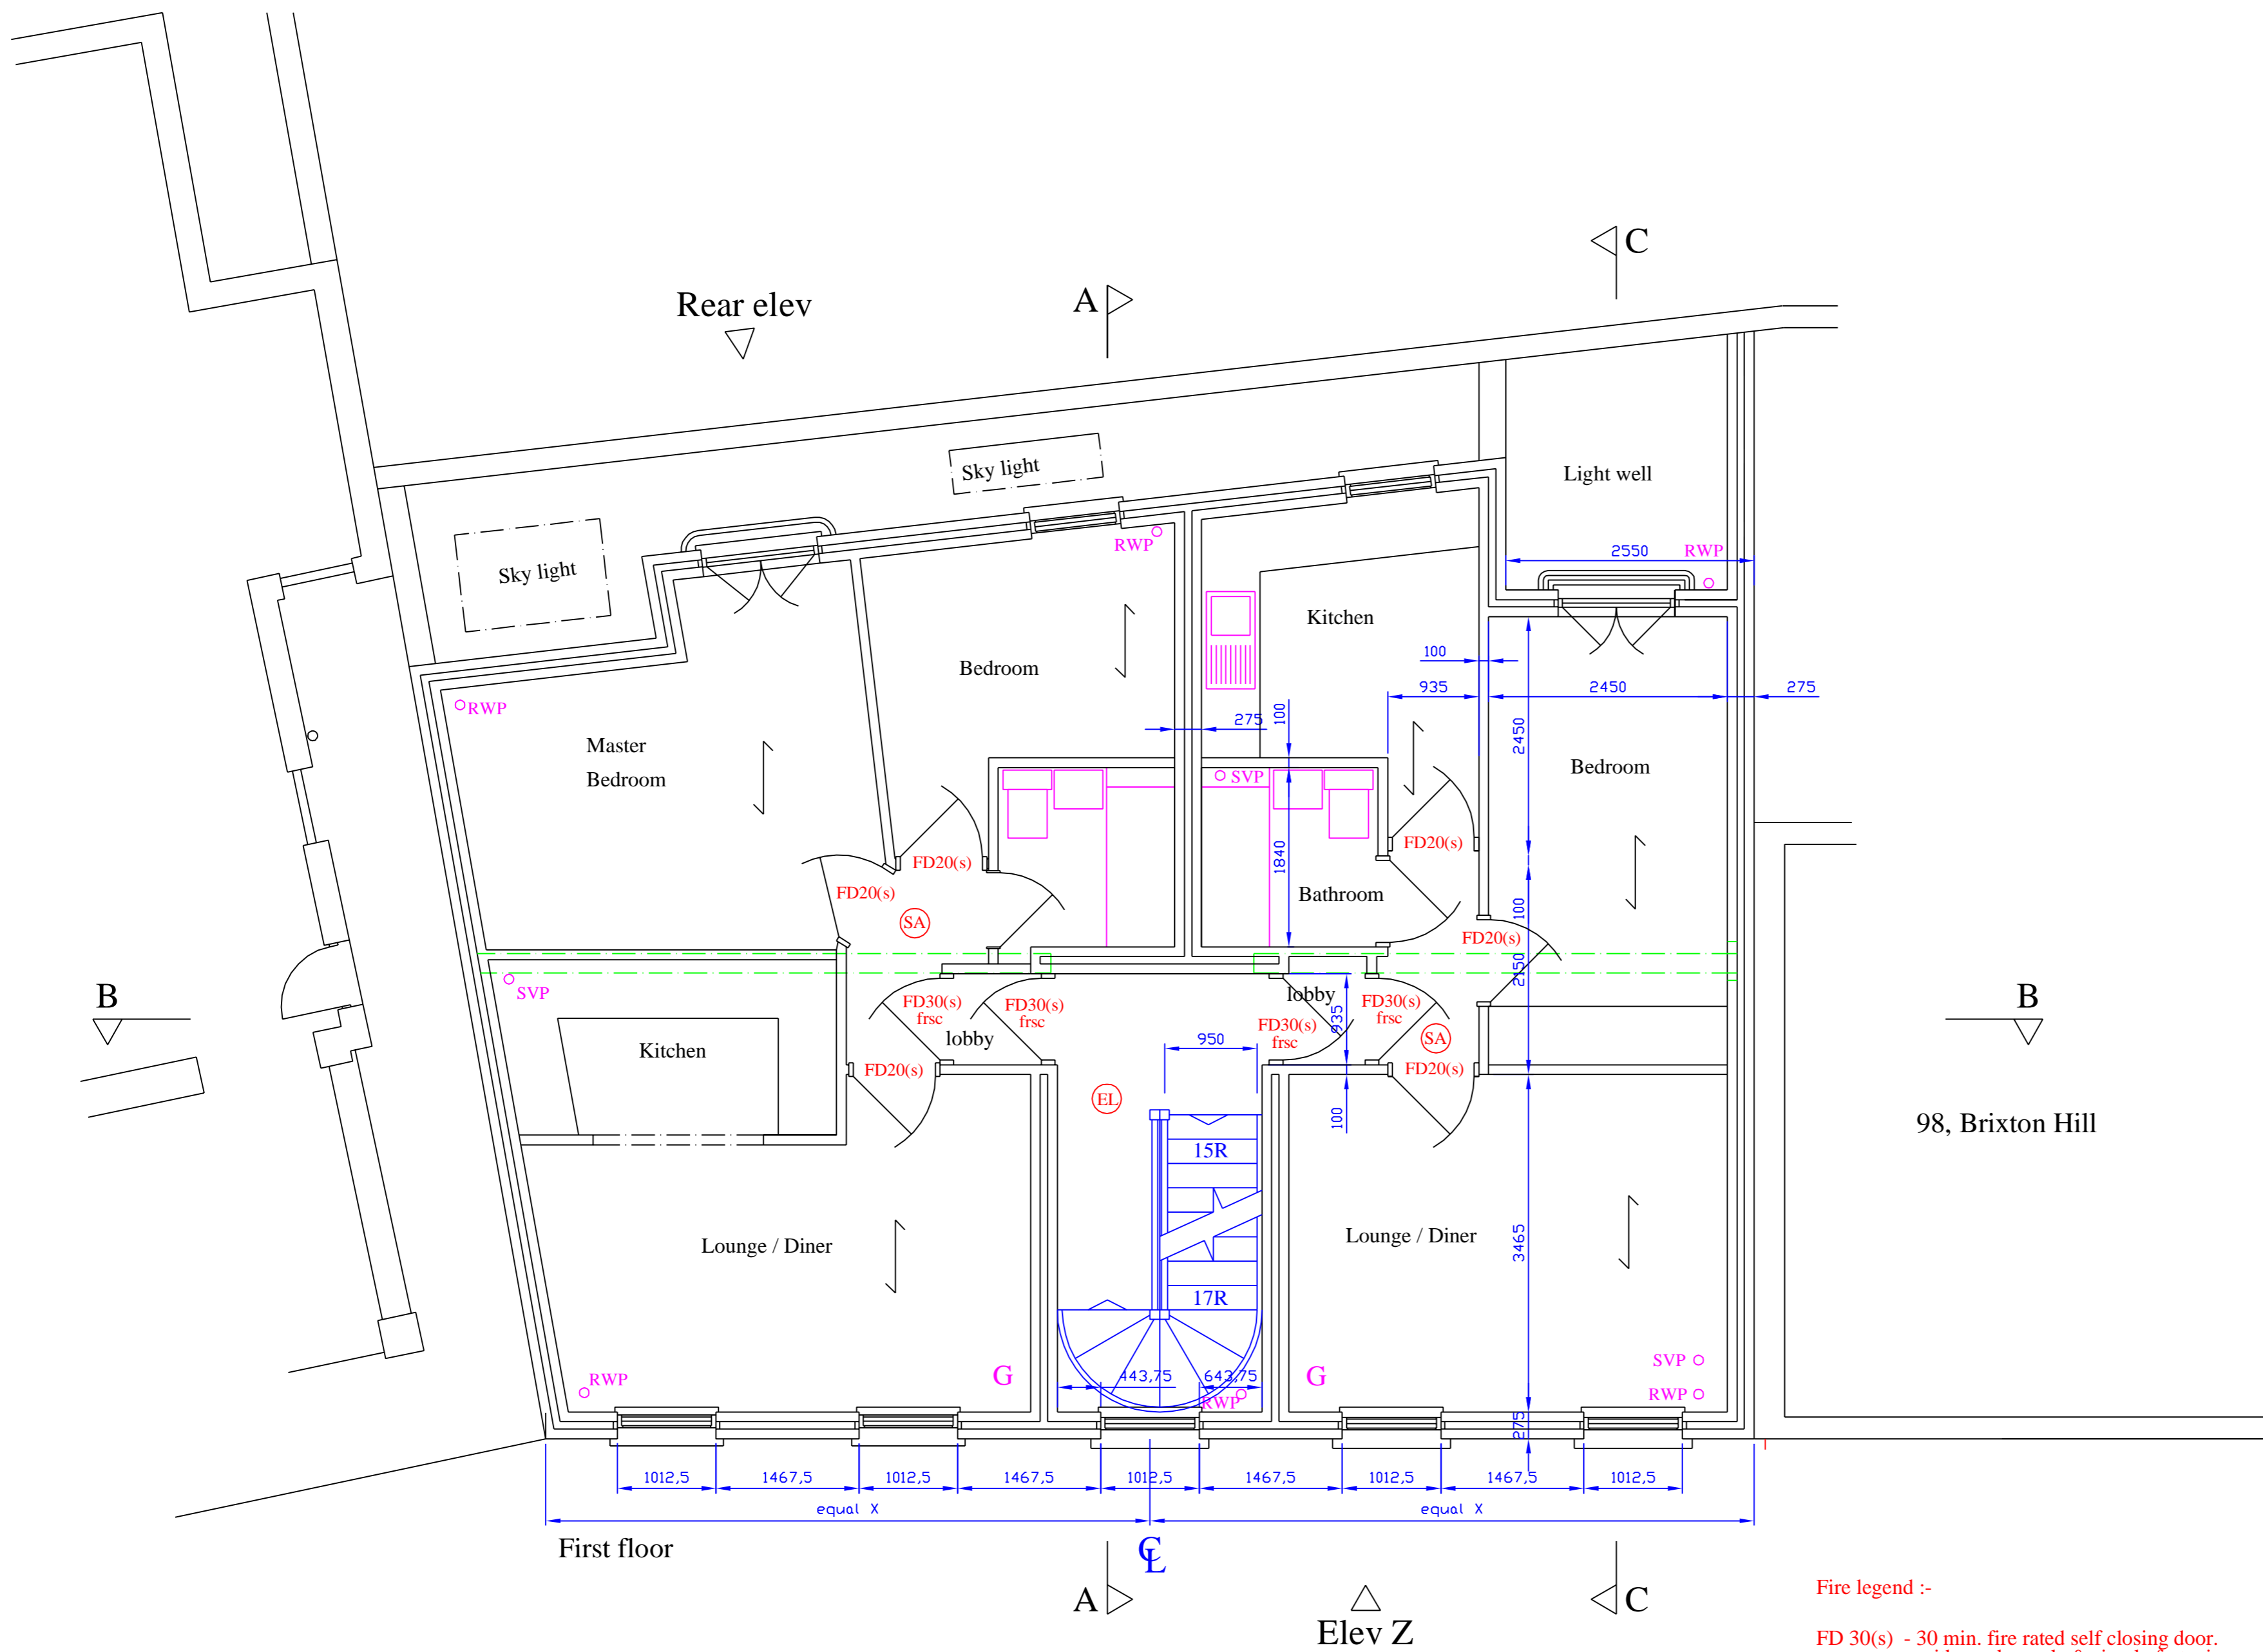 C
Rear elev
A
Sky light
Light well
Sky light
RWP
2550
RWP
Kitchen
Bedroom
100
935
2450
275
RWP
275
100
2450
Master
Bedroom
Bedroom
SVP
FD20(s)
FD20(s)
FD20(s)
1840
Bathroom
100
SA
FD20(s)
2150
SVP
B
FD30(s)
frsc
FD30(s)
frsc
lobby
FD30(s)
frsc
B
935
FD30(s)
frsc
SA
lobby
950
Kitchen
FD20(s)
FD20(s)
EL
100
98, Brixton Hill
15R
Lounge / Diner
Lounge / Diner
3465
17R
G
443,75
643,75
G
SVP
RWP
RWP
RWP
275
1012,5
1467,5
1012,5
1467,5
1012,5
1467,5
1012,5
1467,5
1012,5
equal X
equal X
First floor
CL
A
C
Elev Z
Fire legend :-
FD 30(s) - 30 min. fire rated self closing door.